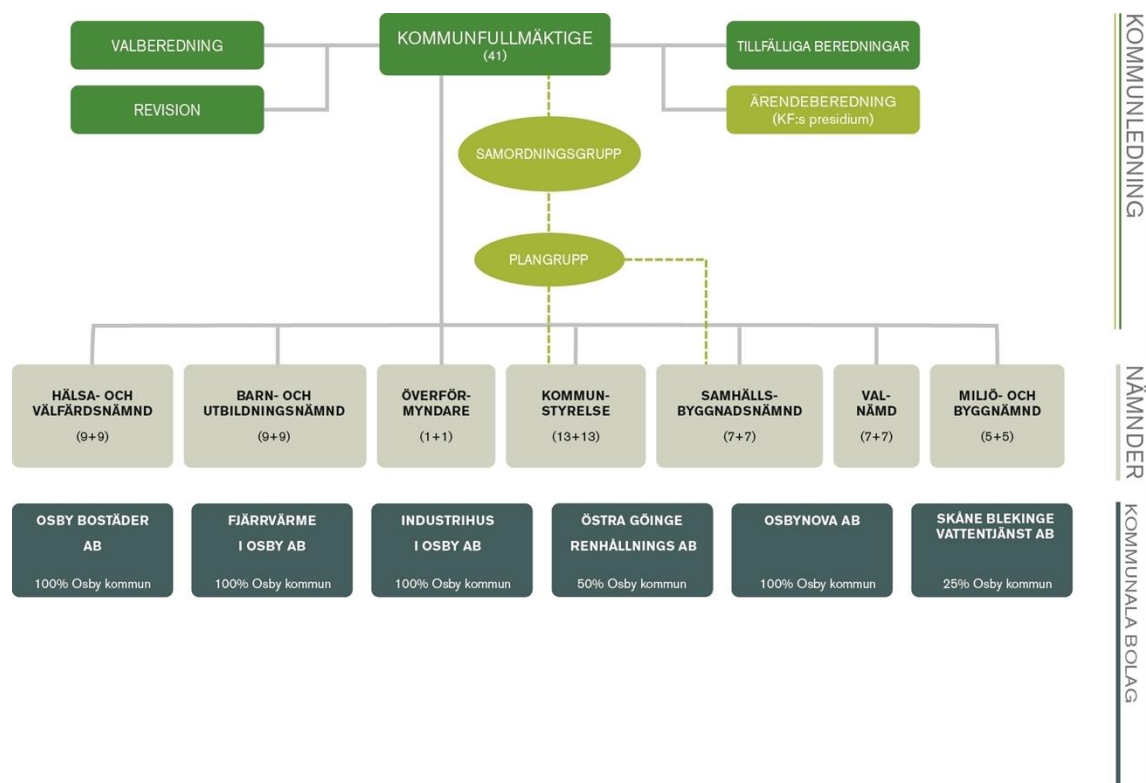 VALBEREDNING
KOMMUNFULLMÄKTIGE
(41)
TILLFÄLLIGA BEREDNINGAR
REVISION
ÄRENDEBEREDNING
(KF:s presidium)
SAMORDNINGSGRUPP
PLANGRUPP
KOMMUNLEDNING
HÄLSA- OCH
VÄLFÄRDSNÄMND
(9+9)
BARN- OCH
UTBILDNINGSNÄMND
(9+9)
ÖVERFÖR-
MYNDARE
(1+1)
KOMMUN-
STYRELSE
(13+13)
SAMHÄLLS-
BYGGNADSNÄMND
(7+7)
VAL-
NÄMD
(7+7)
MILJÖ- OCH
BYGGNÄMND
(5+5)
NÄMNDER
OSBY BOSTÄDER
AB
100% Osby kommun
FJÄRRVÄRME
I OSBY AB
100% Osby kommun
INDUSTRIHUS
I OSBY AB
100% Osby kommun
ÖSTRA GÖINGE
RENHÅLLNINGS AB
50% Osby kommun
OSBYNOVA AB
100% Osby kommun
SKÅNE BLEKINGE
VATTENTJÄNST AB
25% Osby kommun
KOMMUNALA BOLAG